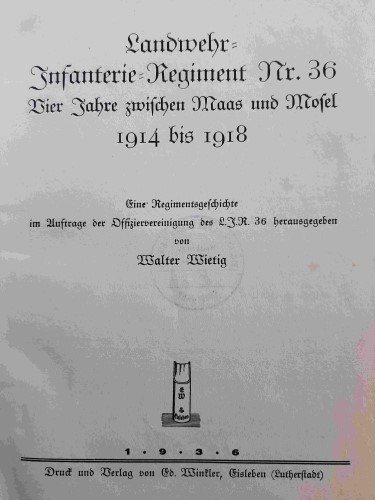 Landwehr-
Infanterie-Regiment Nr. 36
Vier Jahre zwischen Maas und Mosel
1914 bis 1918
Eine Regimentsgeschichte
im Auftrage der Offiziervereinigung des L.I.R. 36 herausgegeben
von
Walter Wietig
E
W
1 • 9 • 3 • 6
Druck und Verlag von Ed. Winkler, Eisleben (Lutherstadt)